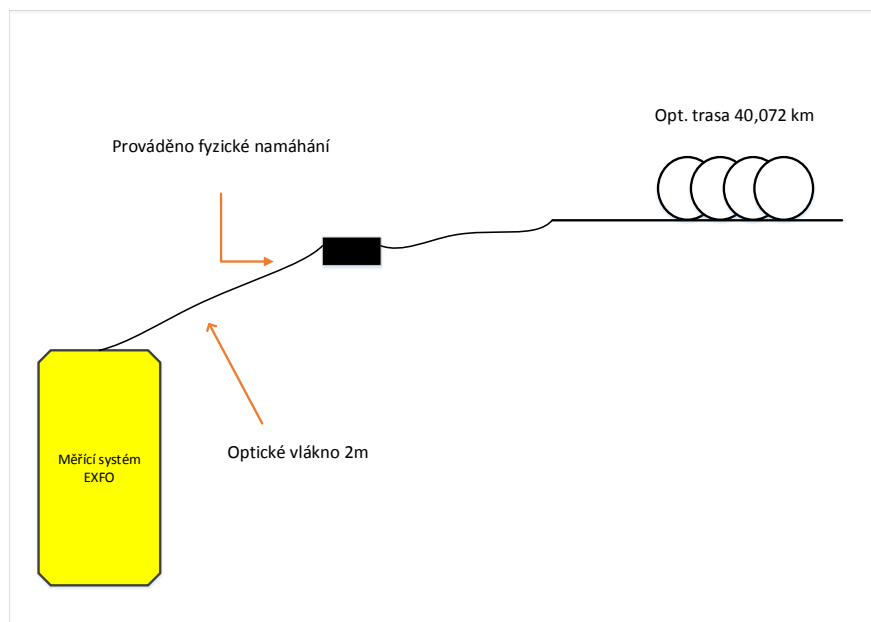 Opt. trasa 40,072 km
Prováděno fyzické namáhání
Optické vlákno 2m
Měřící systém
EXFO